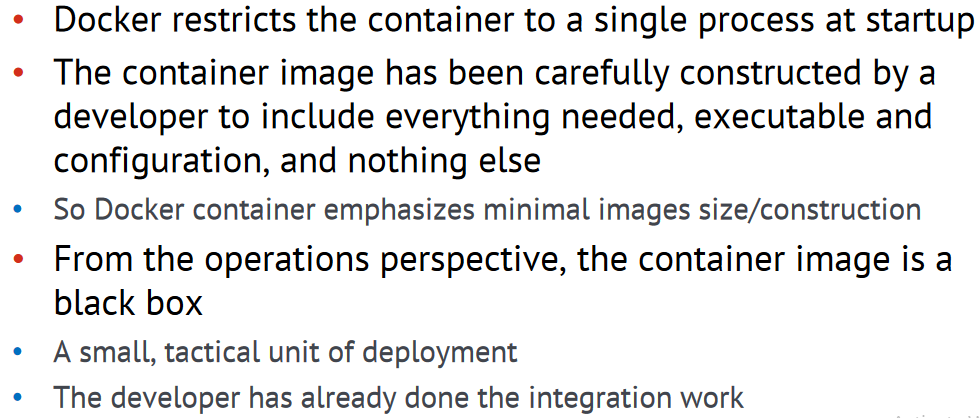 • Docker restricts the container to a single process at startup
• The container image has been carefully constructed by a
developer to include everything needed, executable and
configuration, and nothing else
• So Docker container emphasizes minimal images size/construction
• From the operations perspective, the container image is a
black box
• A small, tactical unit of deployment
• The developer has already done the integration work